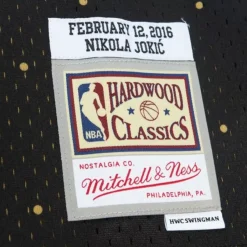 FEBRUARY 12, 2016
NIKOLA JOKIĆ
HARDWOOD
CLASSICS
NBA
NOSTALGIA CO.
Mitchell & Ness
PHILADELPHIA, PA.
HWC SWINGMAN